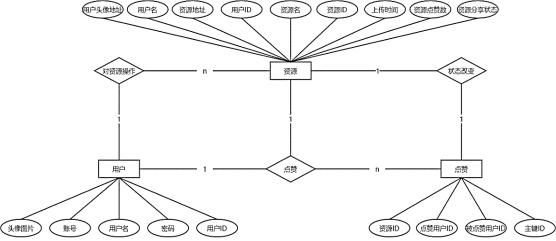 用户头像地址 用户名 资源地址 用户ID 资源名 资源ID 上传时间 资源点赞数 资源分享状态
对资源操作 n 资源 1 状态改变
1 1 1
用户 1 点赞 n 点赞
头像图片 账号 用户名 密码 用户ID 资源ID 点赞用户ID 被点赞用户ID 主键ID